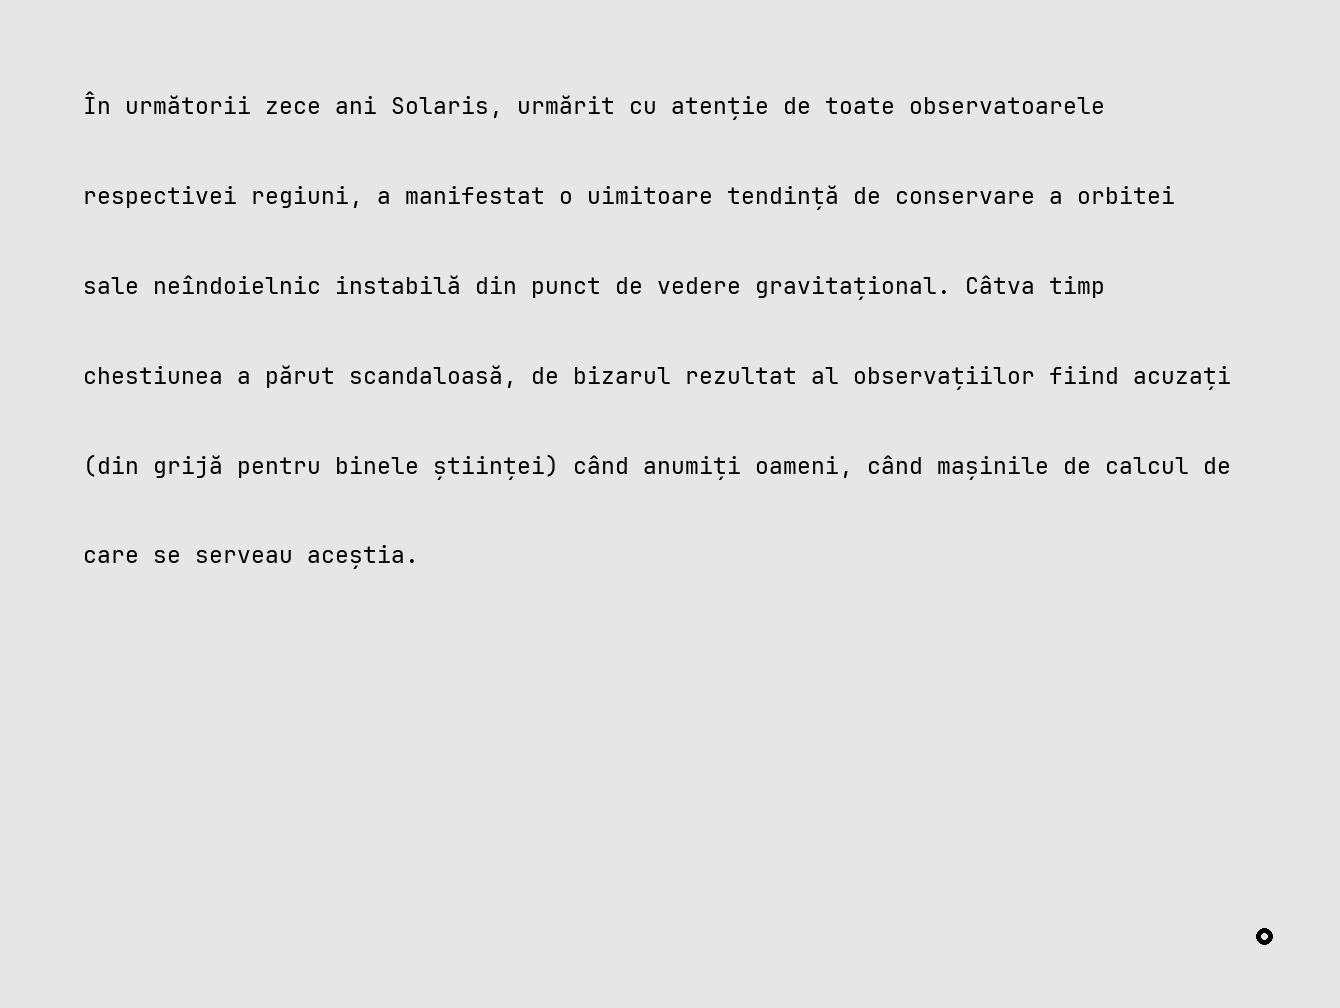 În următorii zece ani Solaris, urmărit cu atenție de toate observatoarele
respectivei regiuni, a manifestat o uimitoare tendință de conservare a orbitei
sale neîndoielnic instabilă din punct de vedere gravitațional. Câtva timp
chestiunea a părut scandaloasă, de bizarul rezultat al observațiilor fiind acuzați
(din grijă pentru binele științei) când anumiți oameni, când mașinile de calcul de
care se serveau aceștia.